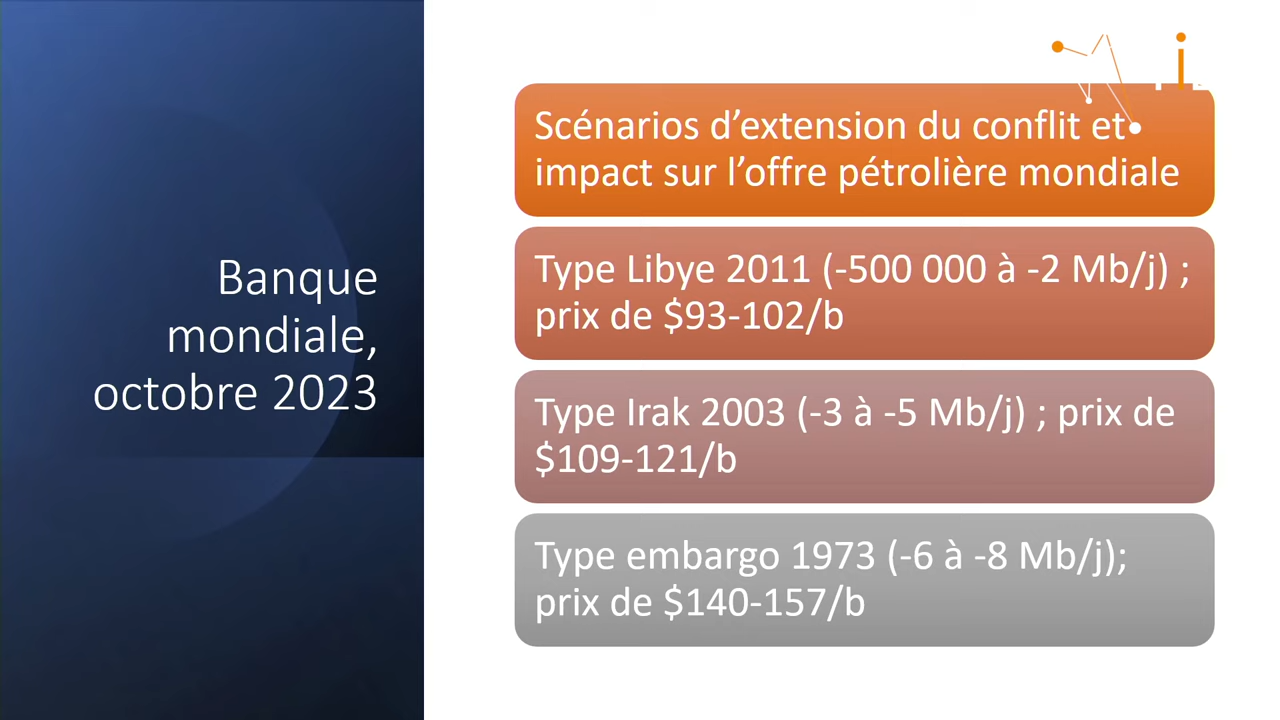 Banque
mondiale,
octobre 2023
Scénarios d’extension du conflit et
impact sur l’offre pétrolière mondiale
Type Libye 2011 (-500 000 à -2 Mb/j) ;
prix de $93-102/b
Type Irak 2003 (-3 à -5 Mb/j) ; prix de
$109-121/b
Type embargo 1973 (-6 à -8 Mb/j);
prix de $140-157/b